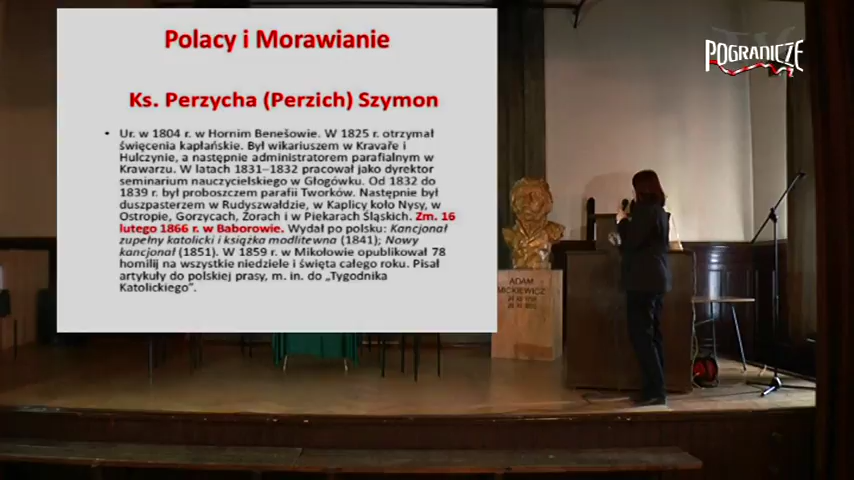 Polacy i Morawianie
Ks. Perzycha (Perzich) Szymon
• Ur. w 1804 r. w Hornim Benešowie. W 1825 r. otrzymał
święcenia kapłańskie. Był wikariuszem w Kravaře i
Hulczynie, a następnie administratorem parafialnym w
Krawarzu. W latach 1831–1832 pracował jako dyrektor
seminarium nauczycielskiego w Głogówku. Od 1832 do
1839 r. był proboszczem parafii Tworków. Następnie był
duszpasterzem w Rudyszwałdzie, w Kaplicy koło Nysy, w
Ostropie, Gorzycach, Żorach i w Piekarach Śląskich. Zm. 16
lutego 1866 r. w Baborowie. Wydał po polsku: Kancjonał
zupełny katolicki i książka modlitewna (1841); Nowy
kancjonał (1851). W 1859 r. w Mikołowie opublikował 78
homilij na wszystkie niedziele i święta całego roku. Pisał
artykuły do polskiej prasy, m. in. do „Tygodnika
Katolickiego”.
POGRANICZE
ADAM
MICKIEWICZ